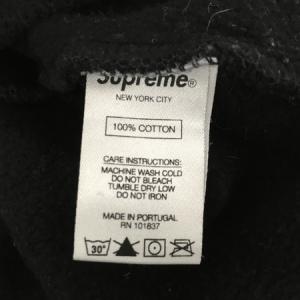 Supreme®
NEW YORK CITY
100% COTTON
CARE INSTRUCTIONS:
MACHINE WASH COLD
DO NOT BLEACH
TUMBLE DRY LOW
DO NOT IRON
MADE IN PORTUGAL
RN 101837
30°